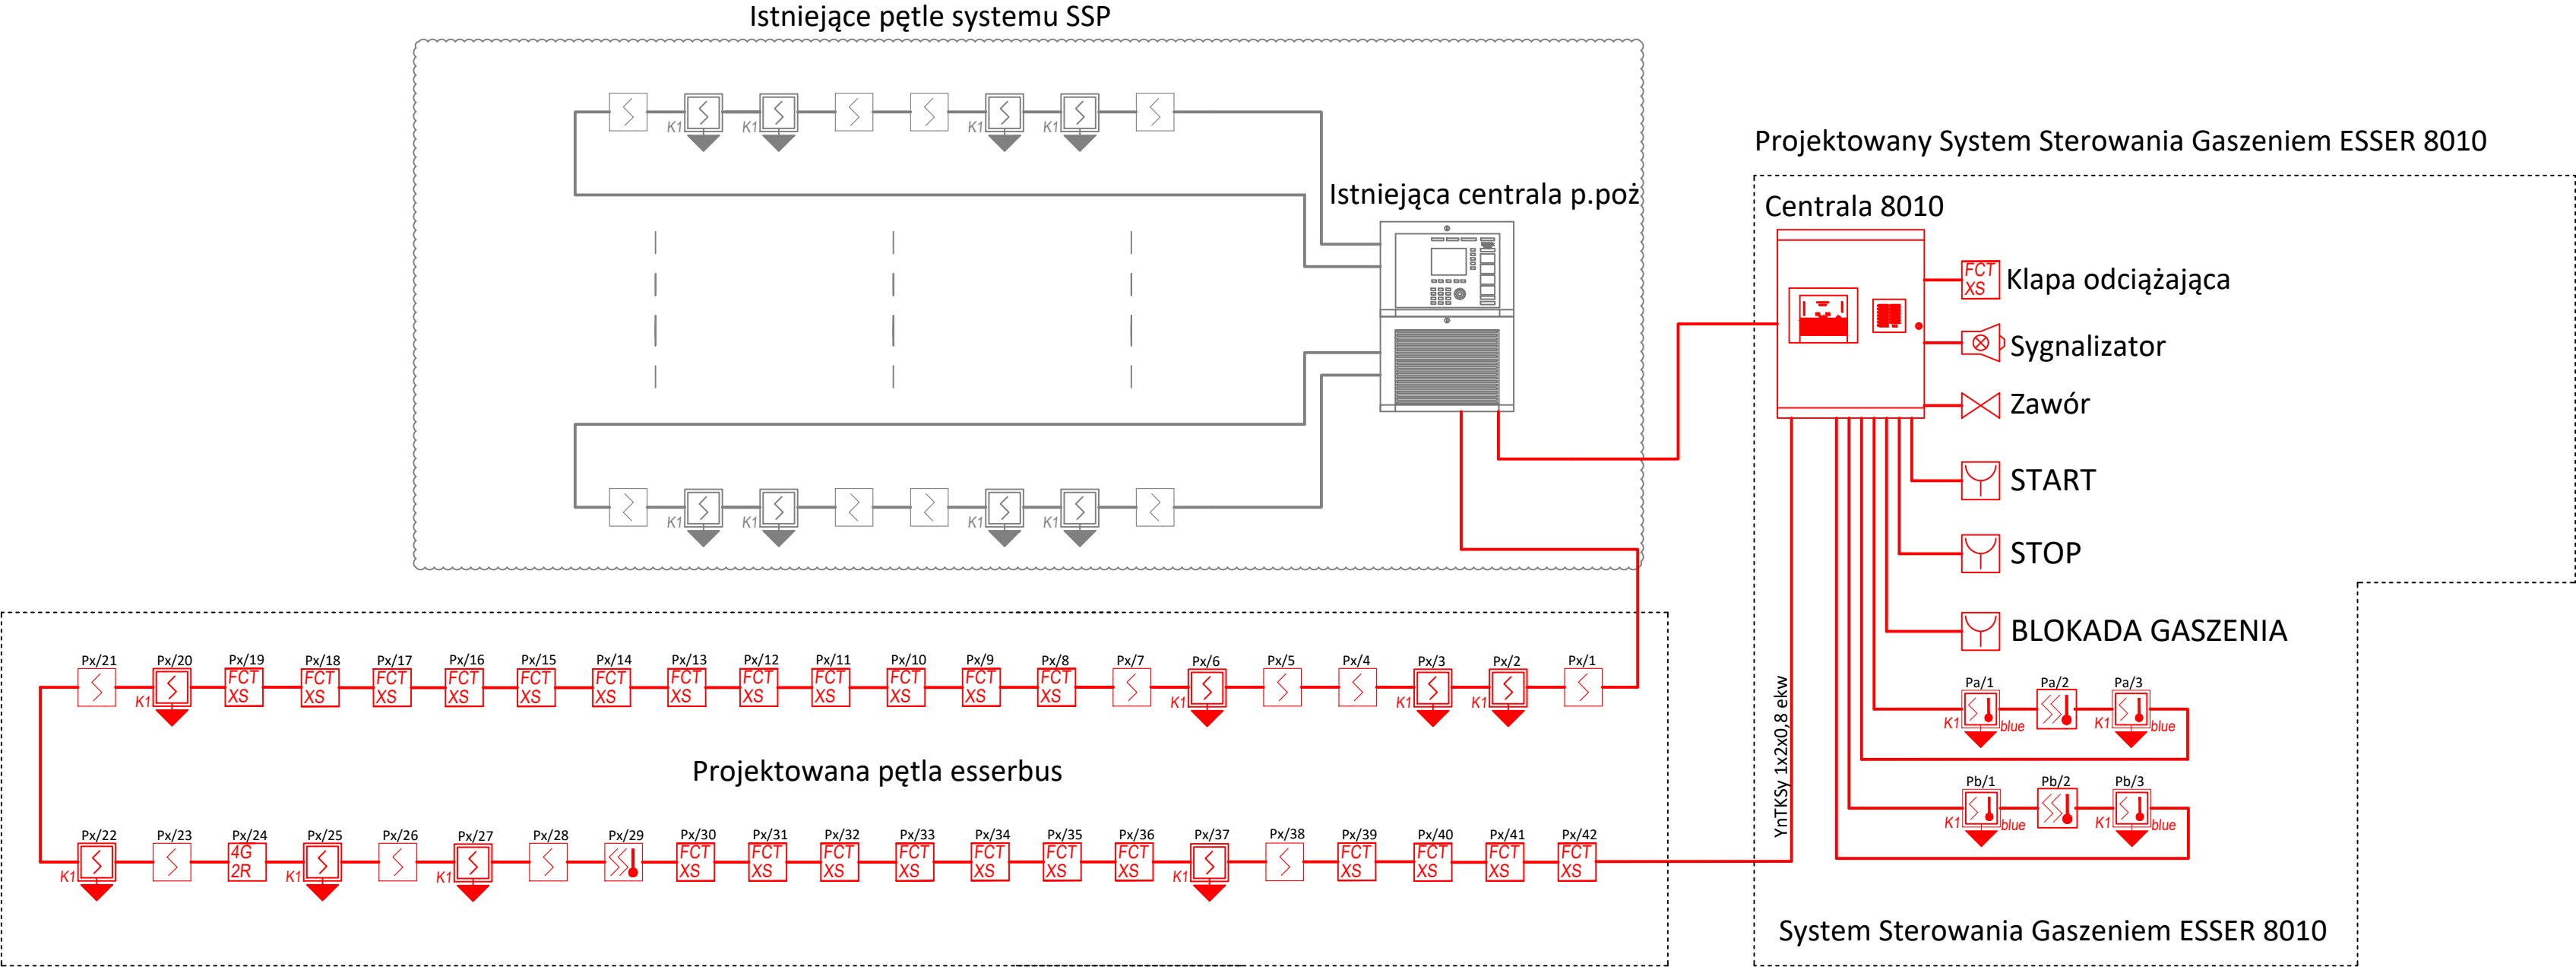 Istniejące pętle systemu SSP
K1 K1 K1 K1
Istniejąca centrala p.poż
K1 K1 K1 K1
Projektowany System Sterowania Gaszeniem ESSER 8010
Centrala 8010
FCT XS Klapa odciążająca
Sygnalizator
Zawór
START
STOP
BLOKADA GASZENIA
YnTKSy 1x2x0,8 ekw
Pa/1 Pa/2 Pa/3
K1 blue K1 blue
Pb/1 Pb/2 Pb/3
K1 blue K1 blue
System Sterowania Gaszeniem ESSER 8010
Px/21 Px/20 Px/19 Px/18 Px/17 Px/16 Px/15 Px/14 Px/13 Px/12 Px/11 Px/10 Px/9 Px/8 Px/7 Px/6 Px/5 Px/4 Px/3 Px/2 Px/1
FCT FCT FCT FCT FCT FCT FCT FCT FCT FCT FCT FCT
K1 XS XS XS XS XS XS XS XS XS XS XS XS K1 K1 K1
Projektowana pętla esserbus
Px/22 Px/23 Px/24 Px/25 Px/26 Px/27 Px/28 Px/29 Px/30 Px/31 Px/32 Px/33 Px/34 Px/35 Px/36 Px/37 Px/38 Px/39 Px/40 Px/41 Px/42
4G FCT FCT FCT FCT FCT FCT FCT FCT FCT FCT FCT
K1 2R K1 K1 XS XS XS XS XS XS XS K1 XS XS XS XS